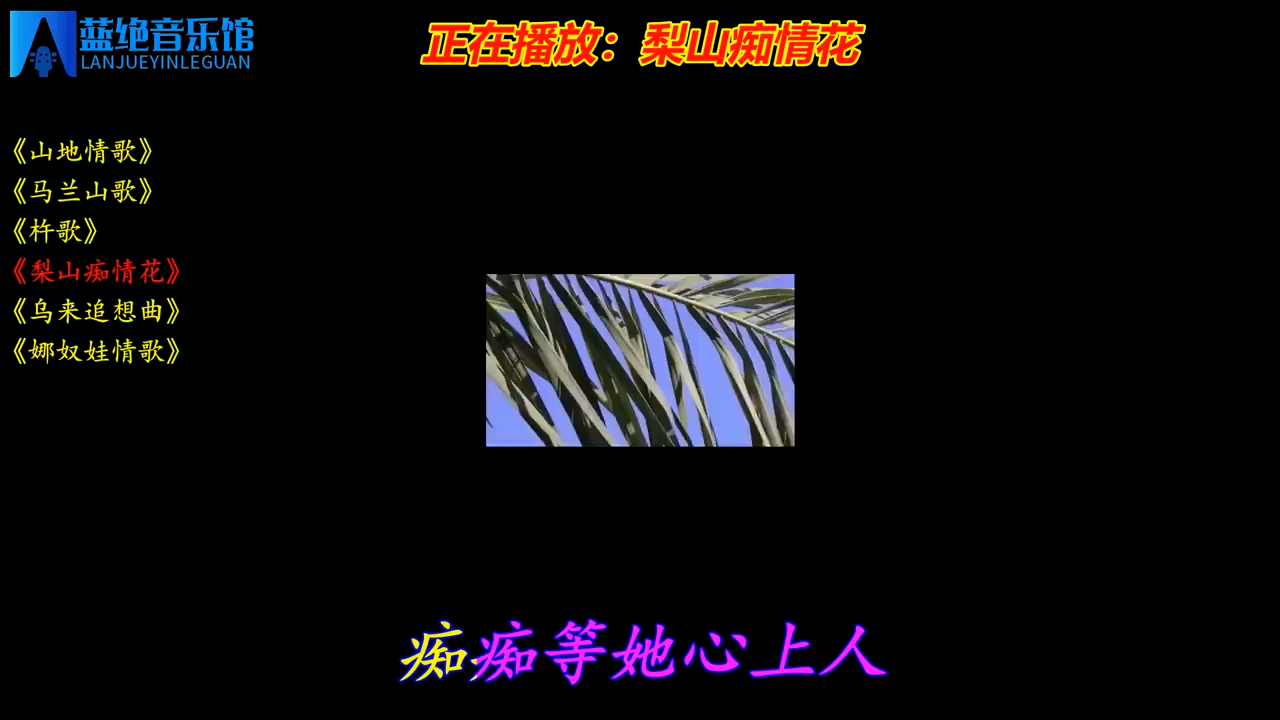 蓝绝音乐馆
LANJUEYINLEGUAN
正在播放：梨山痴情花
《山地情歌》
《马兰山歌》
《杵歌》
《梨山痴情花》
《乌来追想曲》
《娜奴娃情歌》
痴痴等她心上人